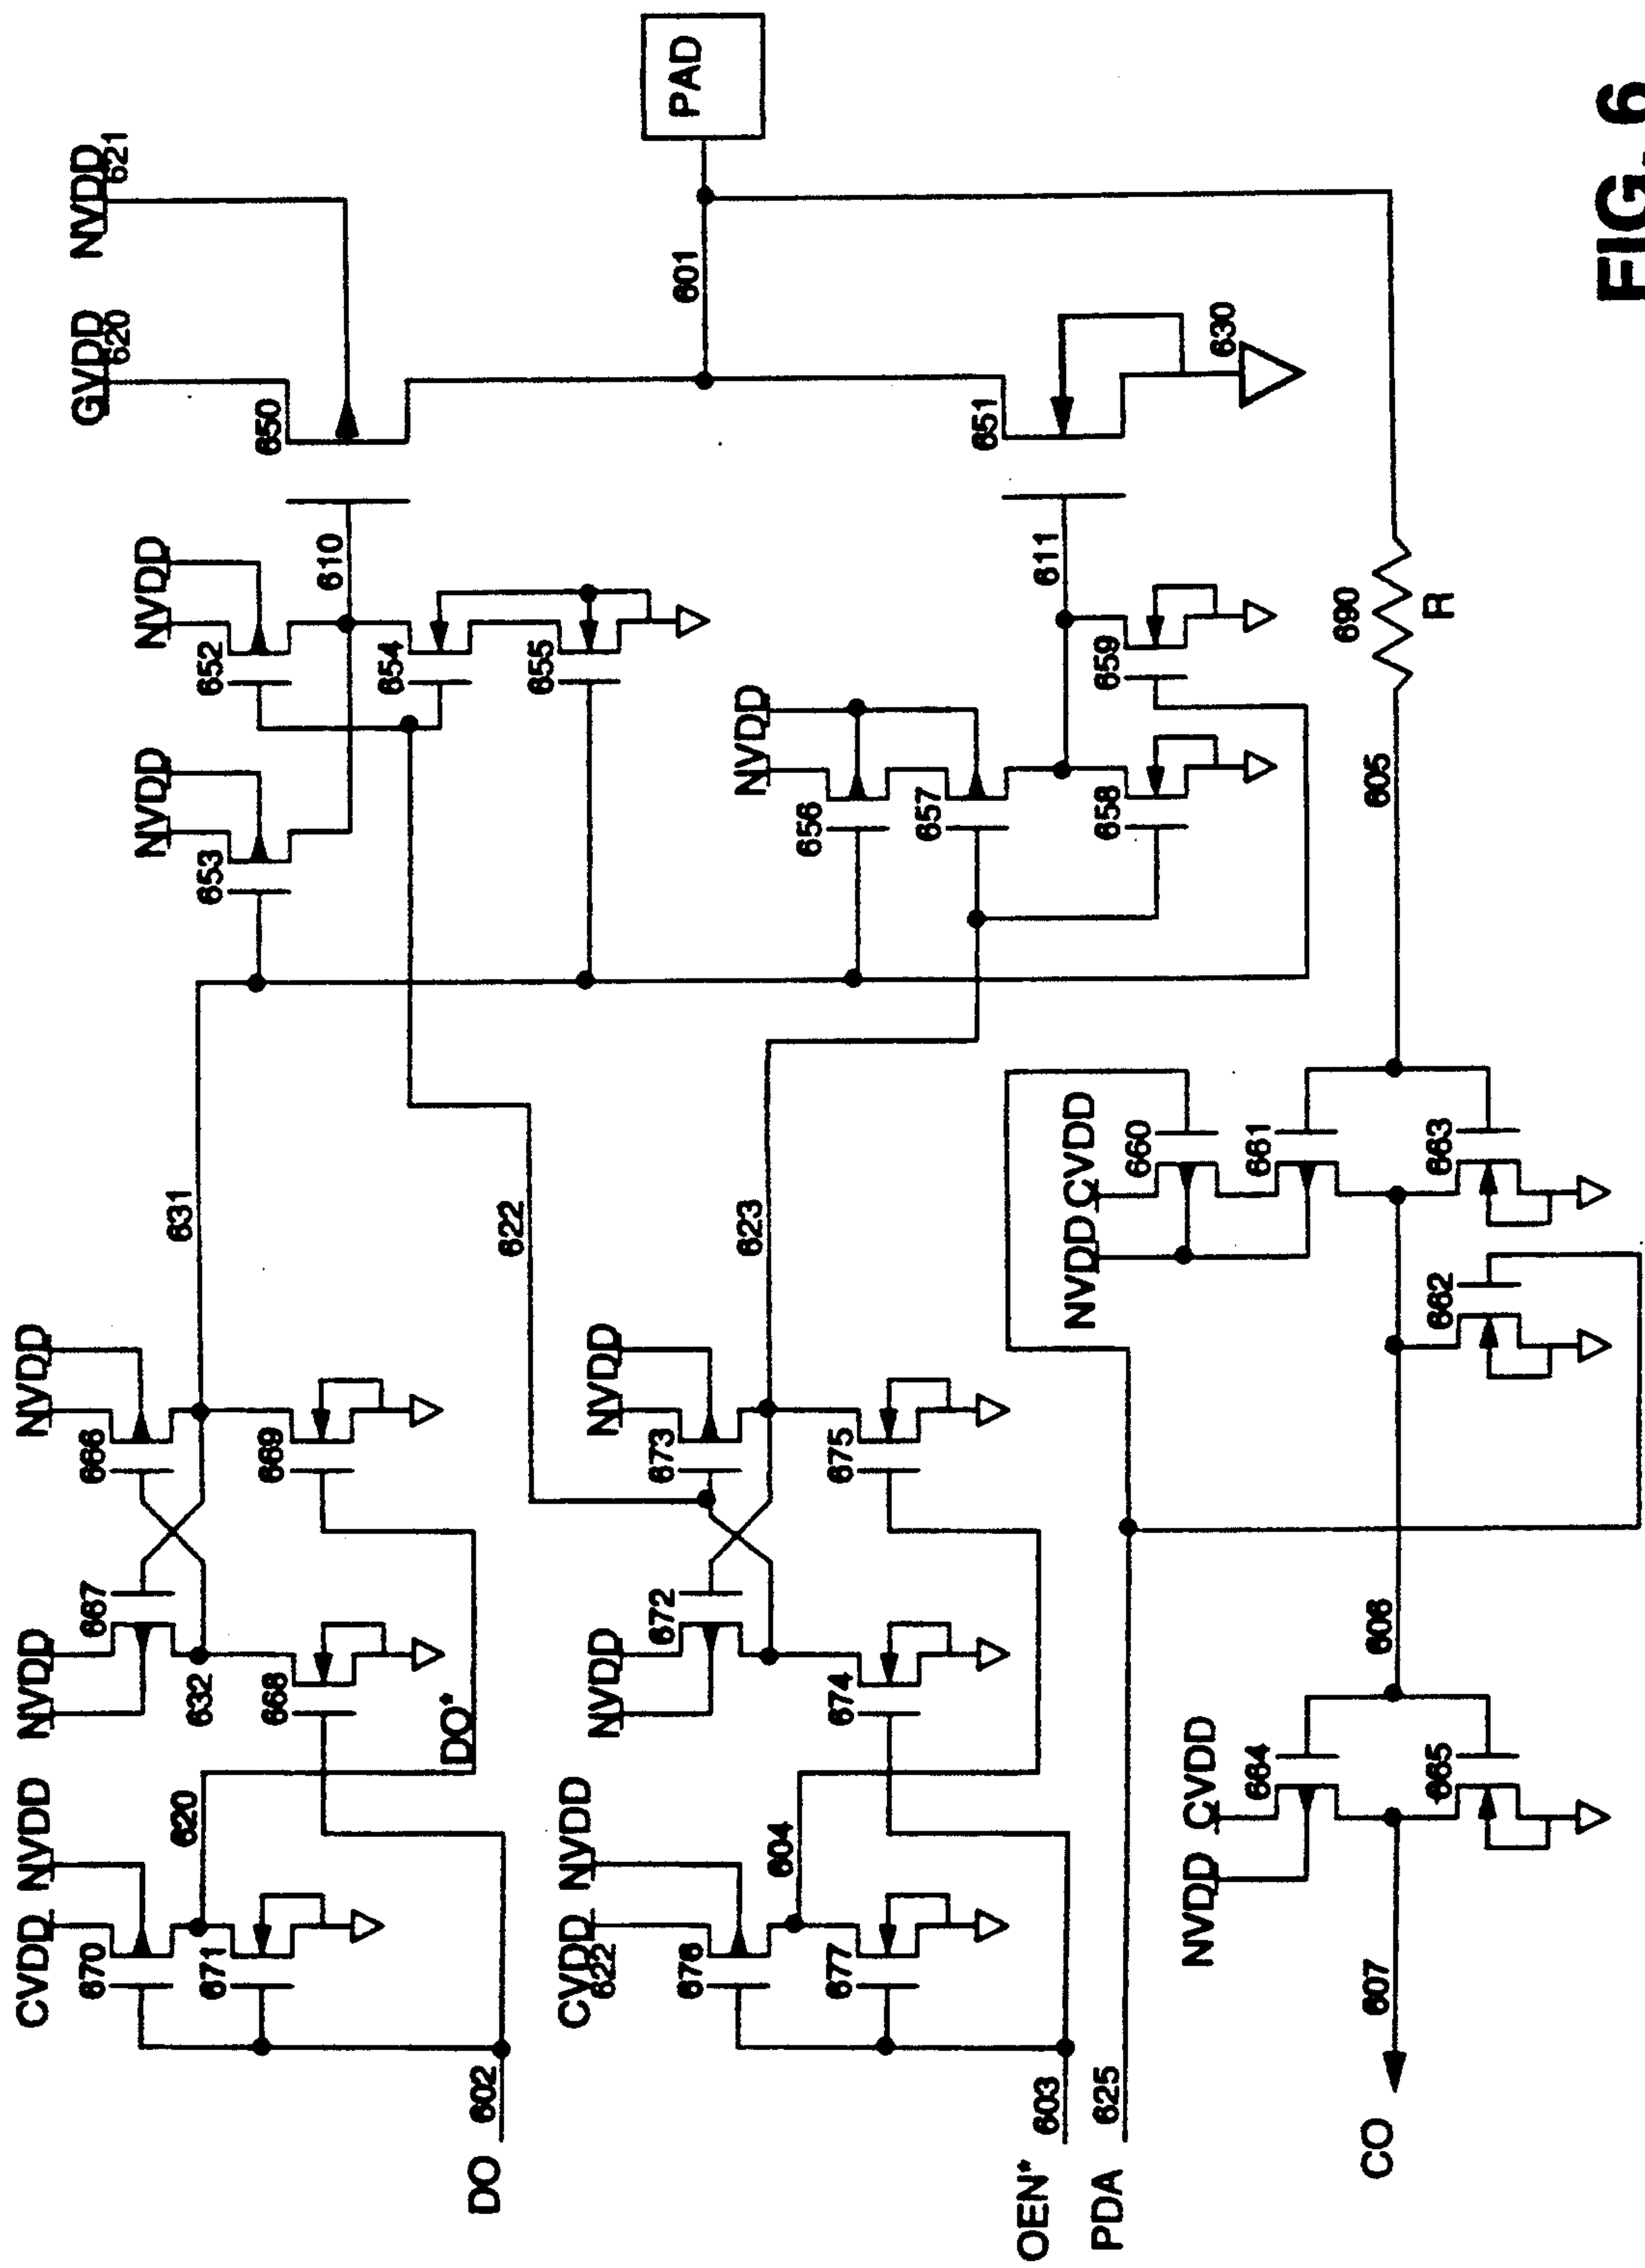 GVDD
620
NVDD
621
PAD
650
601
NVDD
NVDD
653
652
610
654
655
651
630
611
NVDD
656
657
658
659
690
R
605
631
622
623
NVDD
NVDD
667
666
632
668
669
CVDD
NVDD
670
671
620
DO*
DO
602
NVDD
NVDD
672
673
674
675
CVDD
622
NVDD
676
677
604
OEN*
603
PDA
625
NVDD
CVDD
660
661
662
663
606
NVDD
CVDD
664
665
607
CO
FIG. 6